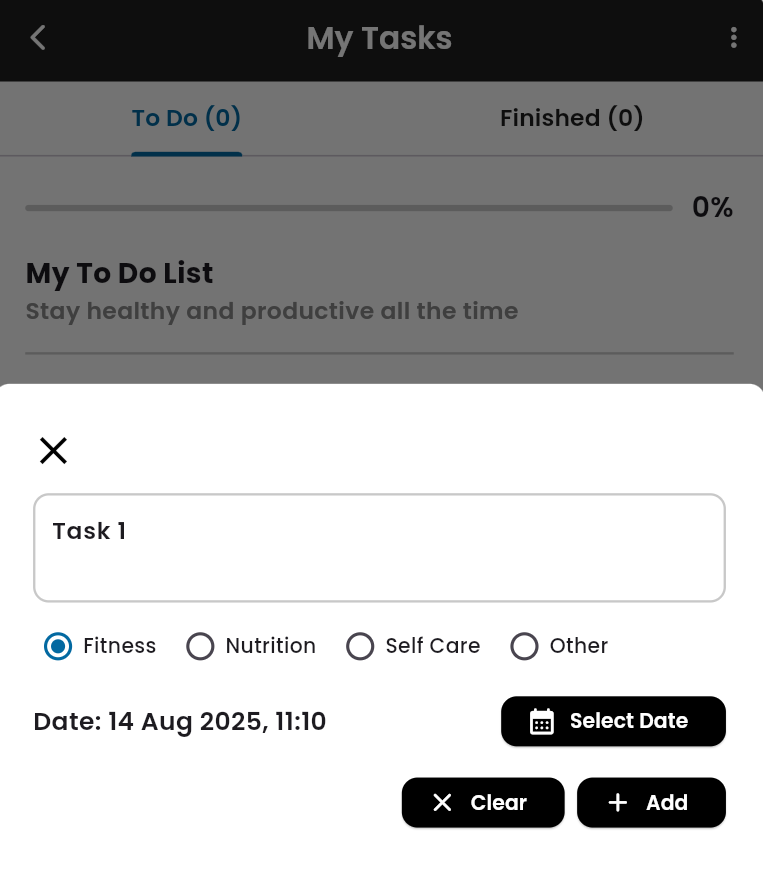 My Tasks
To Do (0)
Finished (0)
0%
My To Do List
Stay healthy and productive all the time
Task 1
Fitness
Nutrition
Self Care
Other
Date: 14 Aug 2025, 11:10
Select Date
Clear
Add